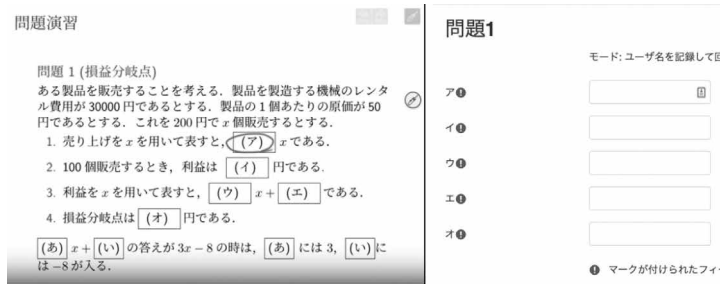 問題演習
問題 1 (損益分岐点)
ある製品を販売することを考える．製品を製造する機械のレンタ
ル費用が 30000 円であるとする．製品の 1 個あたりの原価が 50
円であるとする．これを 200 円で x 個販売するとする．
1. 売り上げを x を用いて表すと， (ア) x である．
2. 100 個販売するとき，利益は (イ) 円である．
3. 利益を x を用いて表すと， (ウ) x + (エ) である．
4. 損益分岐点は (オ) 円である．
(あ) x + (い) の答えが 3x − 8 の時は， (あ) には 3， (い) に
は −8 が入る．
問題1
モード: ユーザ名を記録して
ア
イ
ウ
エ
オ
マークが付けられたフィ